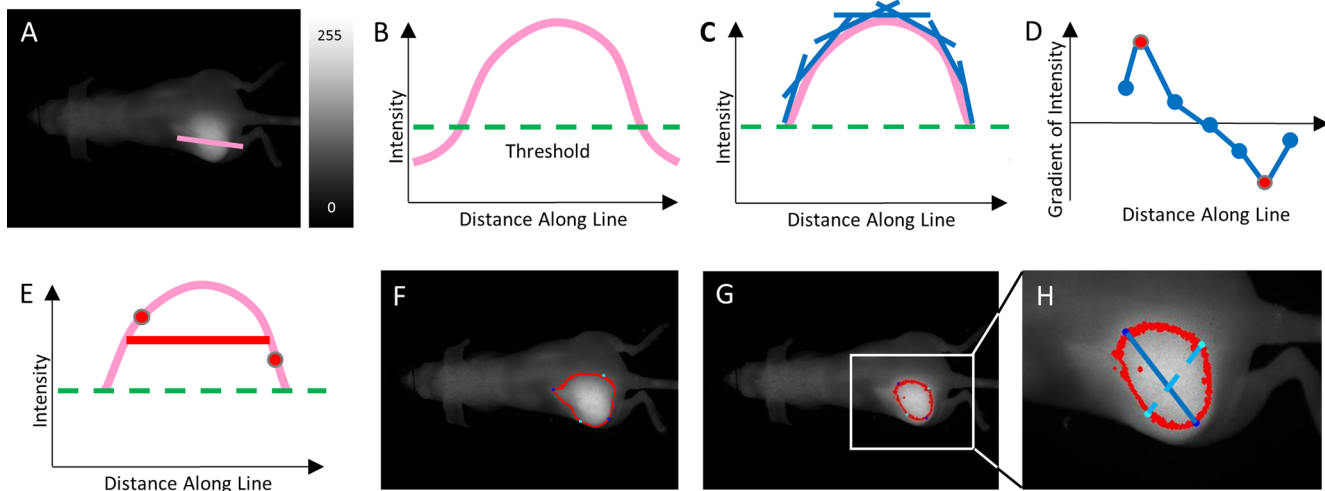 A
255
0
B
Intensity
Threshold
Distance Along Line
C
Intensity
Distance Along Line
D
Gradient of Intensity
Distance Along Line
E
Intensity
Distance Along Line
F
G
H